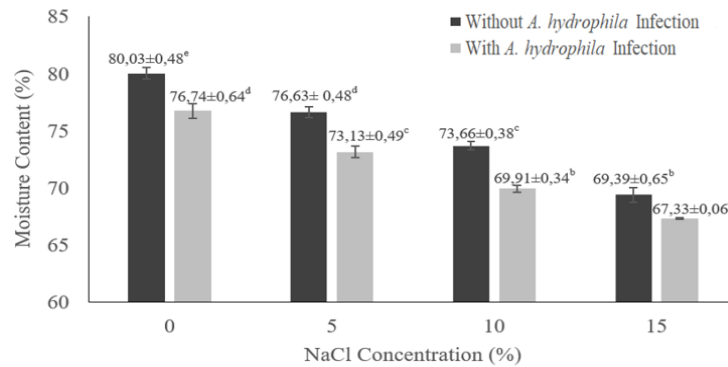 85
■ Without A. hydrophila Infection
■ With A. hydrophila Infection
80,03±0,48ᵉ
80
76,74±0,64ᵈ
76,63± 0,48ᵈ
75
73,13±0,49ᶜ
73,66±0,38ᶜ
70
69,91±0,34ᵇ
69,39±0,65ᵇ
67,33±0,06
65
60
0 5 10 15
NaCl Concentration (%)
Moisture Content (%)